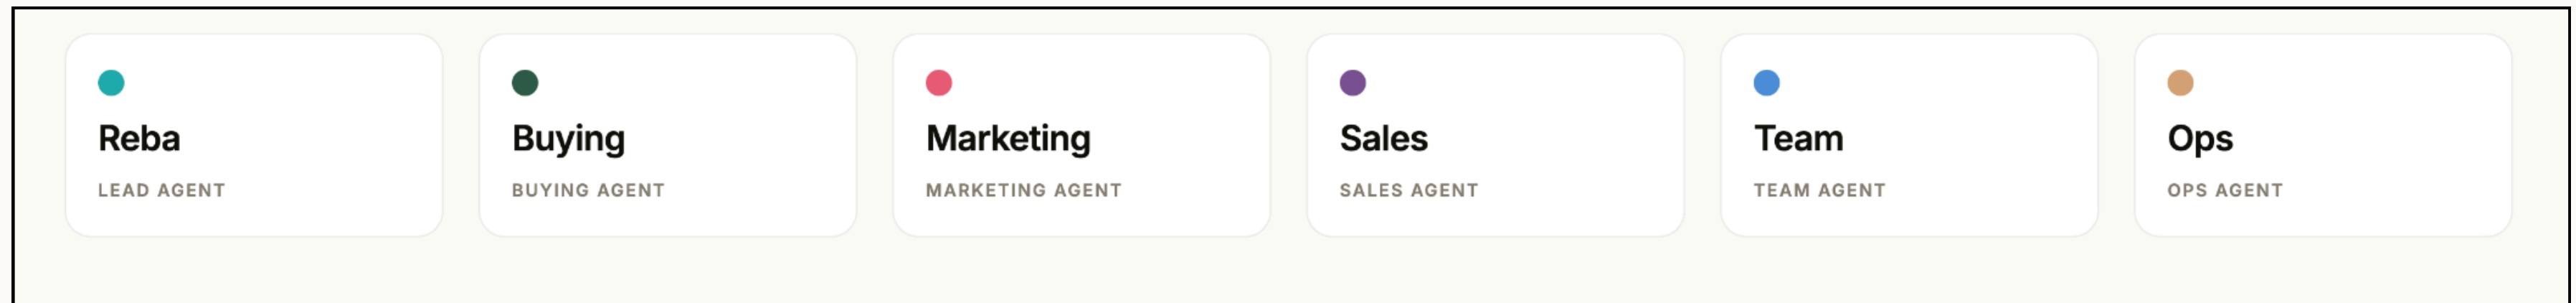 Reba
LEAD AGENT
Buying
BUYING AGENT
Marketing
MARKETING AGENT
Sales
SALES AGENT
Team
TEAM AGENT
Ops
OPS AGENT